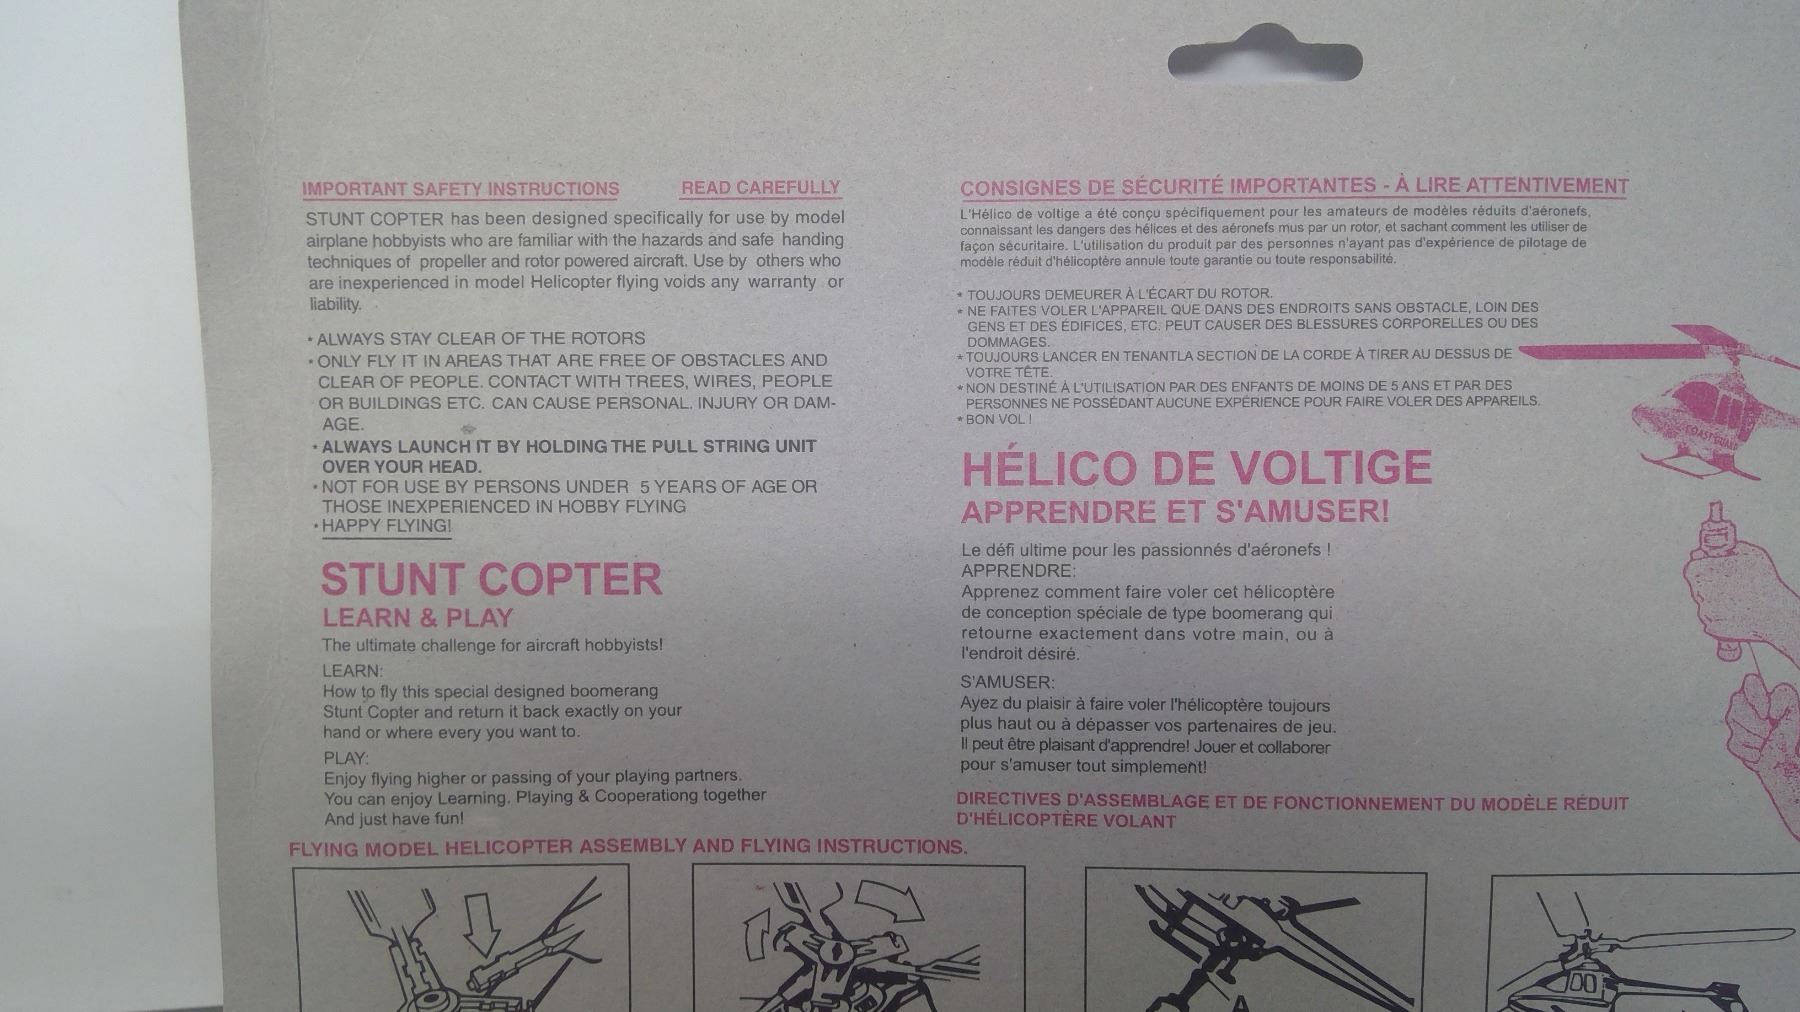 IMPORTANT SAFETY INSTRUCTIONS READ CAREFULLY
STUNT COPTER has been designed specifically for use by model
airplane hobbyists who are familiar with the hazards and safe handing
techniques of propeller and rotor powered aircraft. Use by others who
are inexperienced in model Helicopter flying voids any warranty or
liability.
* ALWAYS STAY CLEAR OF THE ROTORS
* ONLY FLY IT IN AREAS THAT ARE FREE OF OBSTACLES AND
CLEAR OF PEOPLE. CONTACT WITH TREES, WIRES, PEOPLE
OR BUILDINGS ETC. CAN CAUSE PERSONAL. INJURY OR DAM-
AGE.
* ALWAYS LAUNCH IT BY HOLDING THE PULL STRING UNIT
OVER YOUR HEAD.
* NOT FOR USE BY PERSONS UNDER 5 YEARS OF AGE OR
THOSE INEXPERIENCED IN HOBBY FLYING
* HAPPY FLYING!
STUNT COPTER
LEARN & PLAY
The ultimate challenge for aircraft hobbyists!
LEARN:
How to fly this special designed boomerang
Stunt Copter and return it back exactly on your
hand or where every you want to.
PLAY:
Enjoy flying higher or passing of your playing partners.
You can enjoy Learning. Playing & Cooperationg together
And just have fun!
FLYING MODEL HELICOPTER ASSEMBLY AND FLYING INSTRUCTIONS.
CONSIGNES DE SÉCURITÉ IMPORTANTES - À LIRE ATTENTIVEMENT
L'Hélico de voltige a été conçu spécifiquement pour les amateurs de modèles réduits d'aéronefs,
connaissant les dangers des hélices et des aéronefs mus par un rotor, et sachant comment les utiliser de
façon sécuritaire. L'utilisation du produit par des personnes n'ayant pas d'expérience de pilotage de
modèle réduit d'hélicoptère annule toute garantie ou toute responsabilité.
* TOUJOURS DEMEURER À L'ÉCART DU ROTOR.
* NE FAITES VOLER L'APPAREIL QUE DANS DES ENDROITS SANS OBSTACLE, LOIN DES
GENS ET DES ÉDIFICES, ETC. PEUT CAUSER DES BLESSURES CORPORELLES OU DES
DOMMAGES.
* TOUJOURS LANCER EN TENANTLA SECTION DE LA CORDE À TIRER AU DESSUS DE
VOTRE TÊTE.
* NON DESTINÉ À L'UTILISATION PAR DES ENFANTS DE MOINS DE 5 ANS ET PAR DES
PERSONNES NE POSSÉDANT AUCUNE EXPÉRIENCE POUR FAIRE VOLER DES APPAREILS.
* BON VOL !
HÉLICO DE VOLTIGE
APPRENDRE ET S'AMUSER!
Le défi ultime pour les passionnés d'aéronefs !
APPRENDRE:
Apprenez comment faire voler cet hélicoptère
de conception spéciale de type boomerang qui
retourne exactement dans votre main, ou à
l'endroit désiré.
S'AMUSER:
Ayez du plaisir à faire voler l'hélicoptère toujours
plus haut ou à dépasser vos partenaires de jeu.
Il peut être plaisant d'apprendre! Jouer et collaborer
pour s'amuser tout simplement!
DIRECTIVES D'ASSEMBLAGE ET DE FONCTIONNEMENT DU MODÈLE RÉDUIT
D'HÉLICOPTÈRE VOLANT
COAST GUARD
A